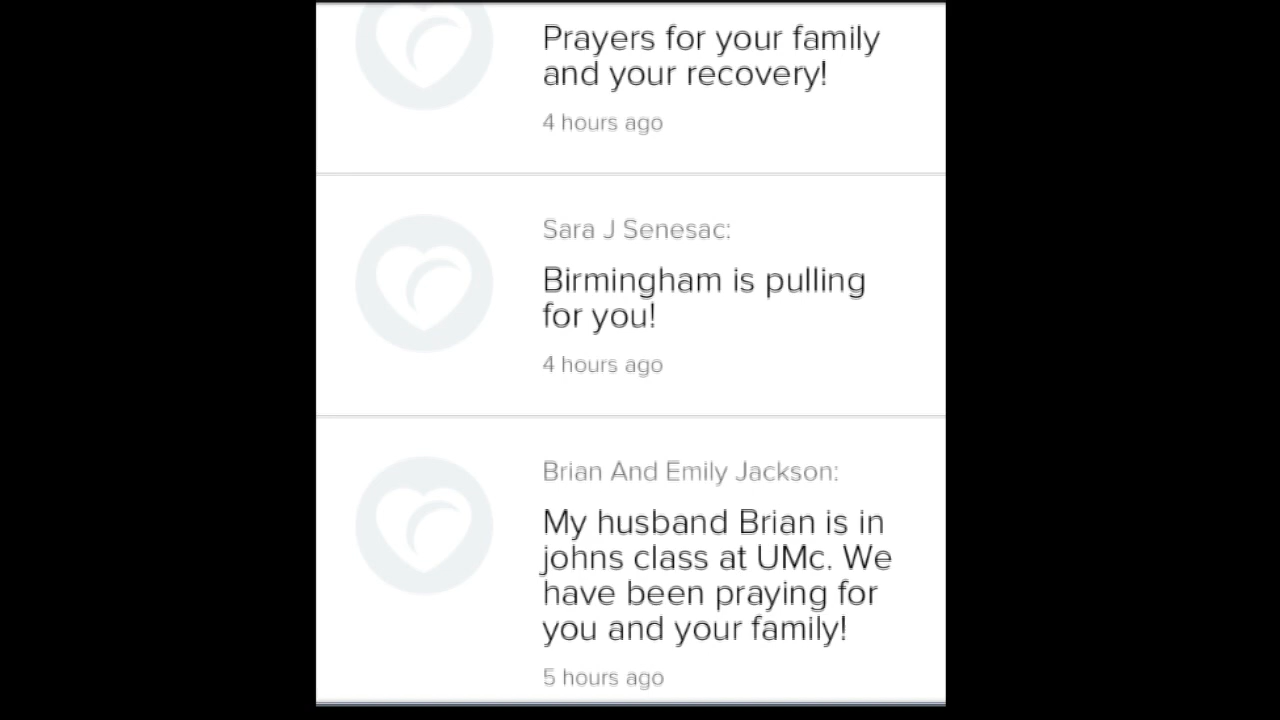 Prayers for your family
and your recovery!
4 hours ago
Sara J Senesac:
Birmingham is pulling
for you!
4 hours ago
Brian And Emily Jackson:
My husband Brian is in
johns class at UMc. We
have been praying for
you and your family!
5 hours ago